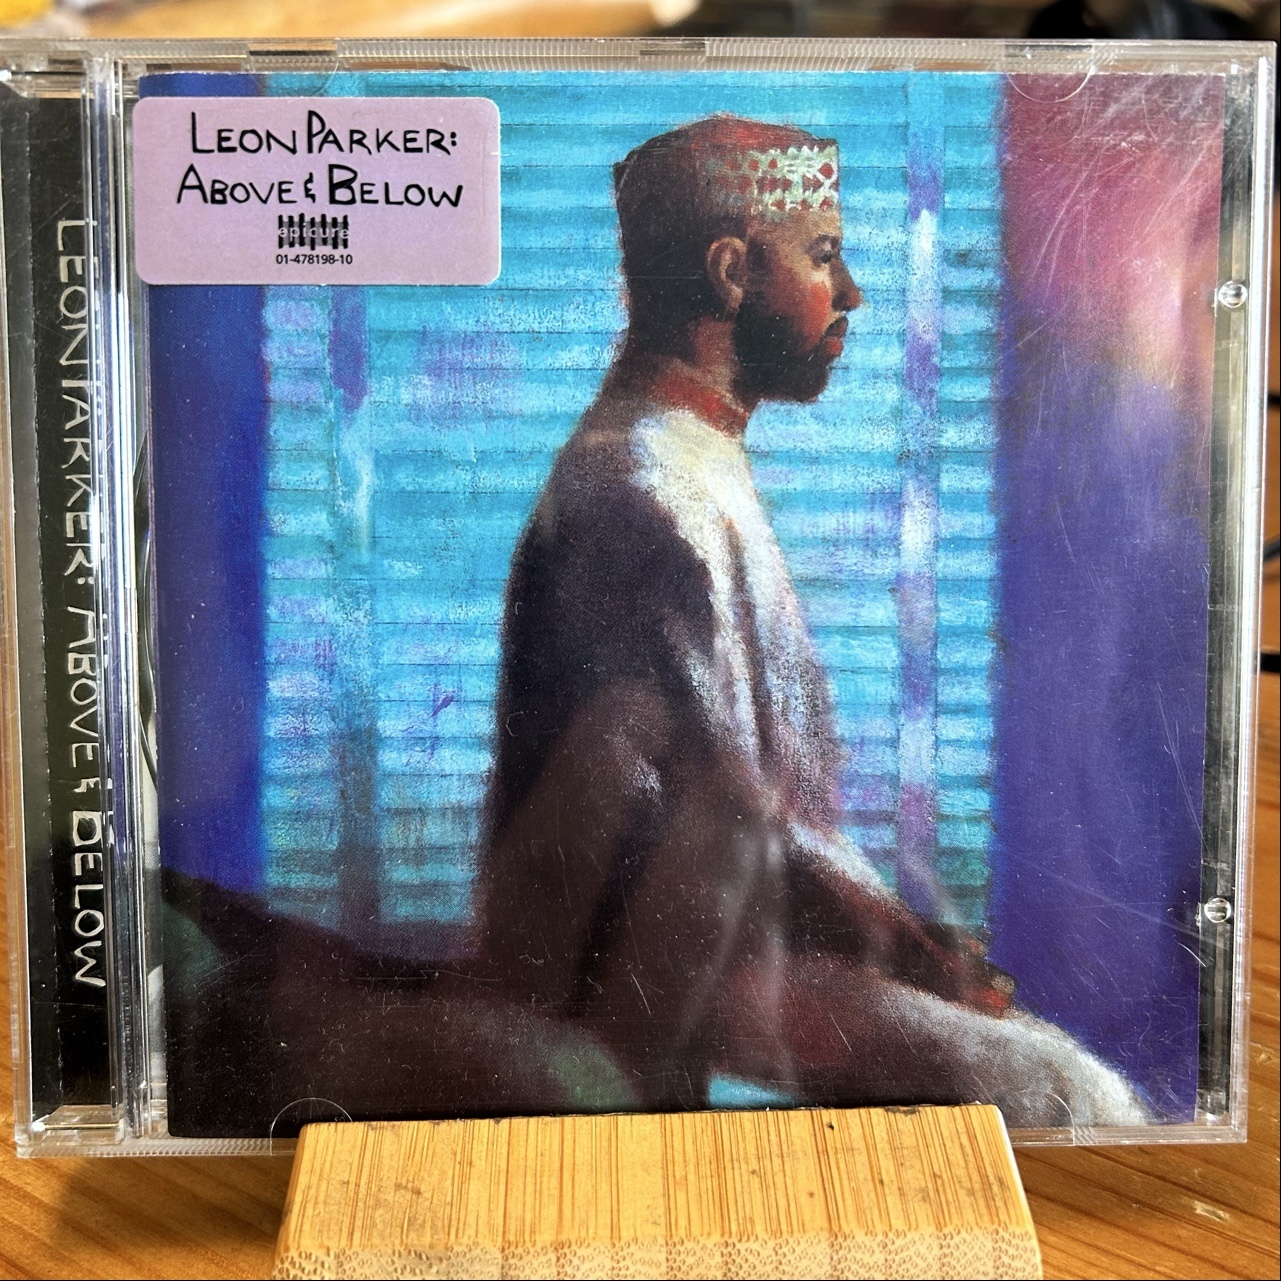 LEON PARKER:
ABOVE & BELOW
epicure
01-478198-10
LEON PARKER: ABOVE & BELOW